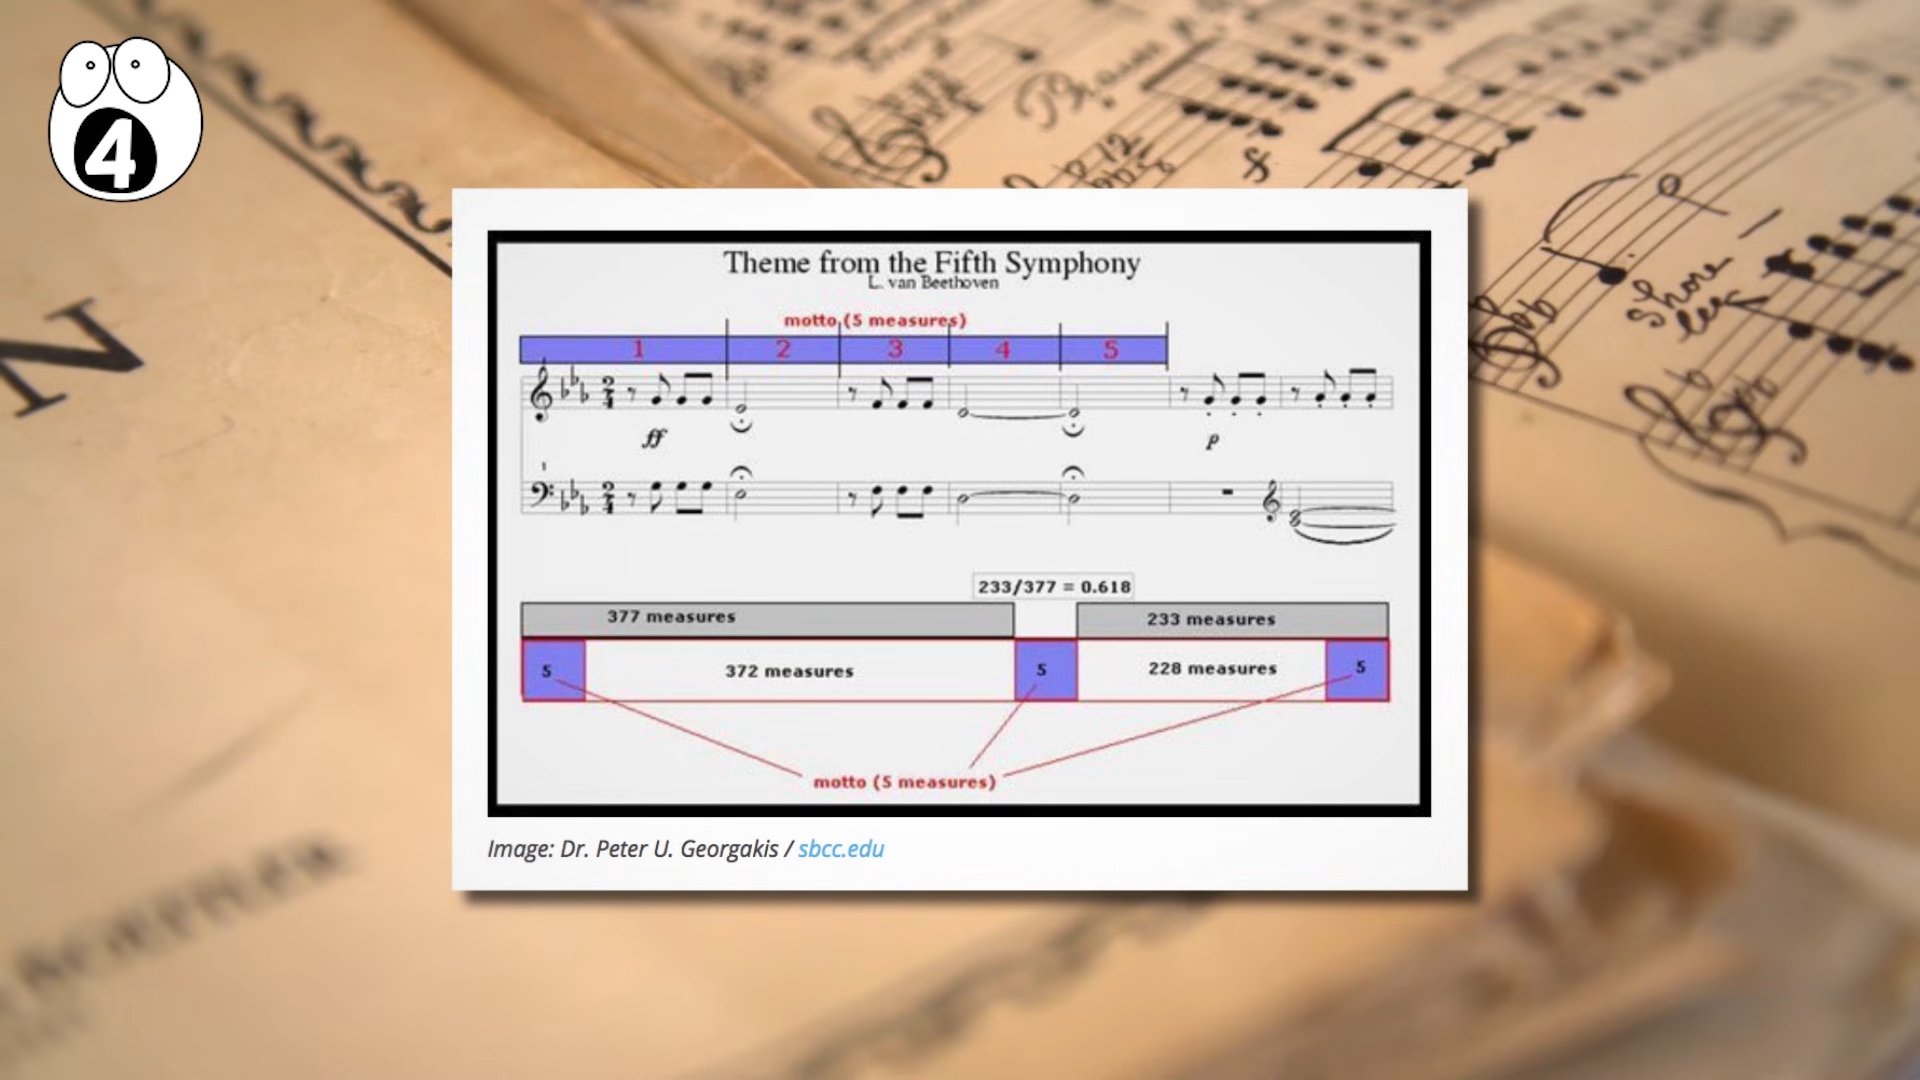 4
Theme from the Fifth Symphony
L. van Beethoven
motto (5 measures)
1 2 3 4 5
ff
p
1
233/377 = 0.618
377 measures
233 measures
5
372 measures
5
228 measures
5
motto (5 measures)
Image: Dr. Peter U. Georgakis / sbcc.edu
N